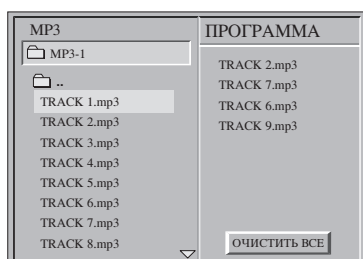 MP3
MP3-1
..
TRACK 1.mp3
TRACK 2.mp3
TRACK 3.mp3
TRACK 4.mp3
TRACK 5.mp3
TRACK 6.mp3
TRACK 7.mp3
TRACK 8.mp3
ПРОГРАММА
TRACK 2.mp3
TRACK 7.mp3
TRACK 6.mp3
TRACK 9.mp3
ОЧИСТИТЬ ВСЕ